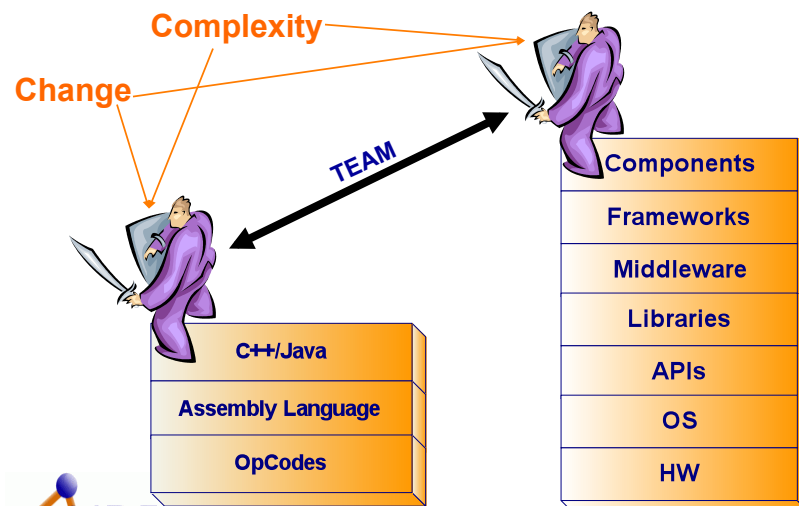 Complexity
Change
TEAM
Components
Frameworks
Middleware
Libraries
APIs
OS
HW
C++/Java
Assembly Language
OpCodes